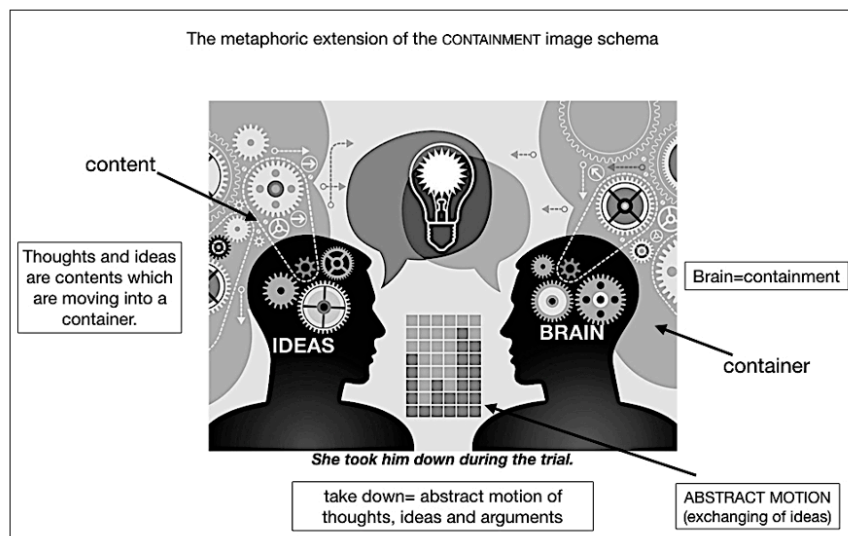 The metaphoric extension of the CONTAINMENT image schema
content
Thoughts and ideas
are contents which
are moving into a
container.
IDEAS
BRAIN
Brain=containment
container
She took him down during the trial.
take down= abstract motion of
thoughts, ideas and arguments
ABSTRACT MOTION
(exchanging of ideas)